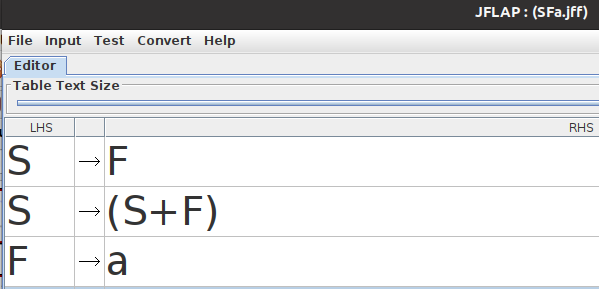 JFLAP : (SFa.jff)
File Input Test Convert Help
Editor
Table Text Size
LHS RHS
S → F
S → (S+F)
F → a